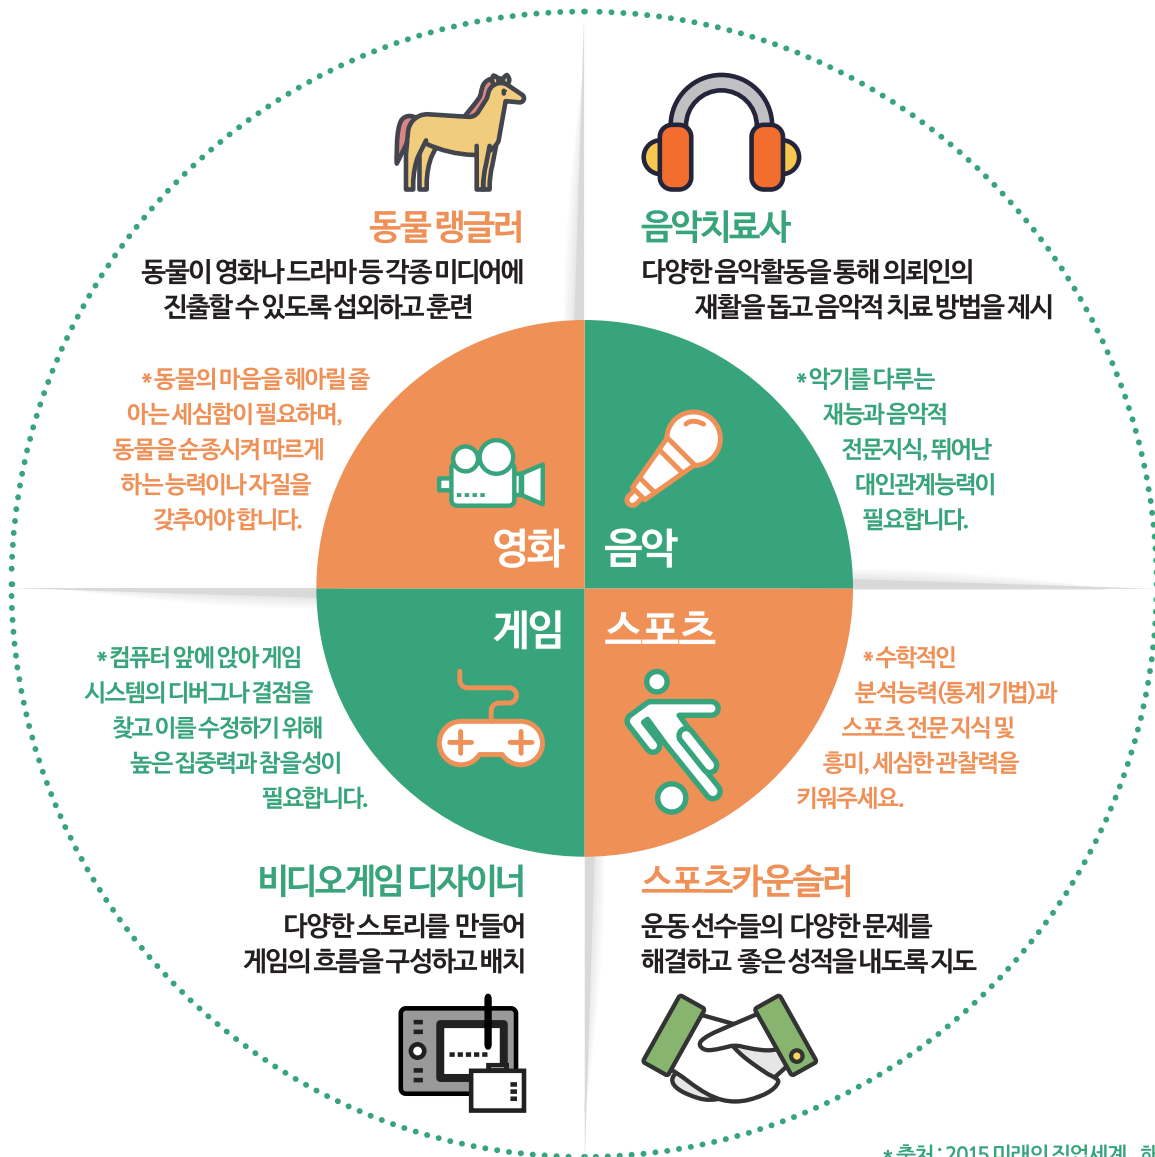 동물 랭글러
동물이 영화나 드라마 등 각종 미디어에
진출할 수 있도록 섭외하고 훈련
*동물의 마음을 헤아릴 줄
아는 세심함이 필요하며,
동물을 순종시켜 따르게
하는 능력이나 자질을
갖추어야 합니다.
영화
음악치료사
다양한 음악활동을 통해 의뢰인의
재활을 돕고 음악적 치료 방법을 제시
*악기를 다루는
재능과 음악적
전문지식, 뛰어난
대인관계능력이
필요합니다.
음악
게임
*컴퓨터 앞에 앉아 게임
시스템의 디버그나 결점을
찾고 이를 수정하기 위해
높은 집중력과 참을성이
필요합니다.
비디오게임 디자이너
다양한 스토리를 만들어
게임의 흐름을 구성하고 배치
스포츠
*수학적인
분석능력(통계 기법)과
스포츠 전문 지식 및
흥미, 세심한 관찰력을
키워주세요.
스포츠카운슬러
운동 선수들의 다양한 문제를
해결하고 좋은 성적을 내도록 지도
*출처 : 2015 미래의 직업세계